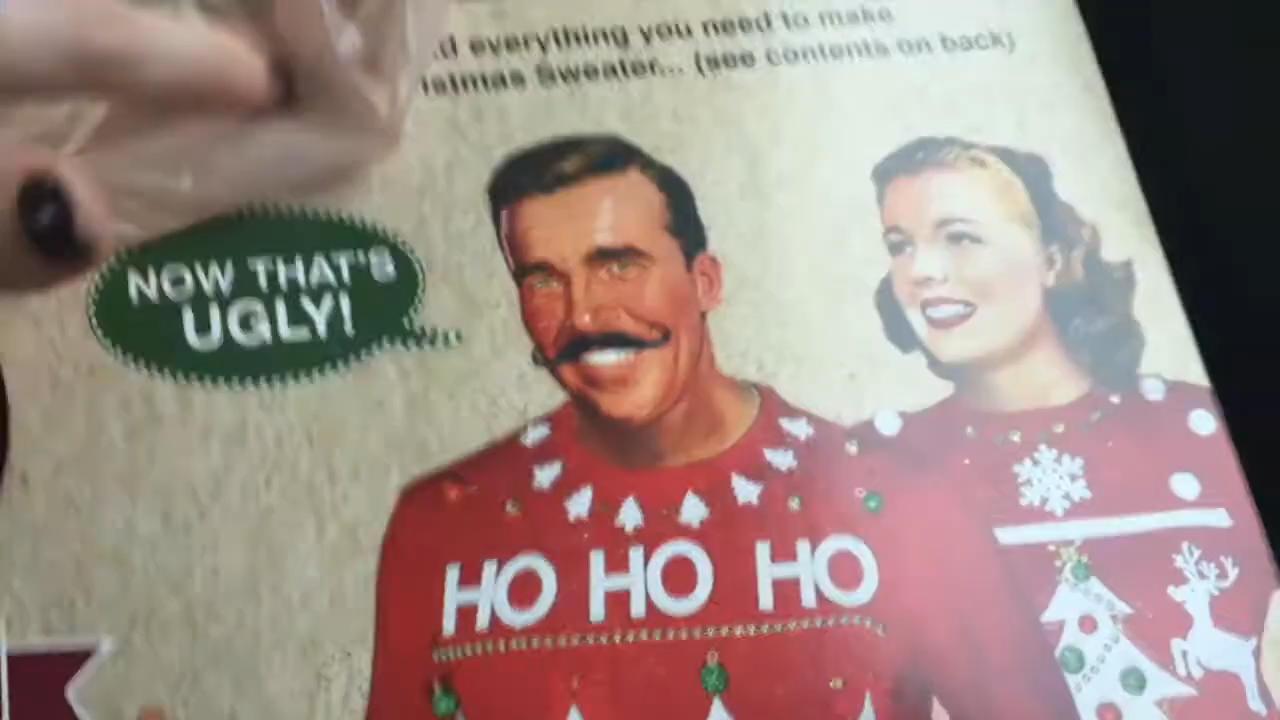 everything you need to make
Sweater... (see contents on back)
NOW THAT'S
UGLY!
HO HO HO